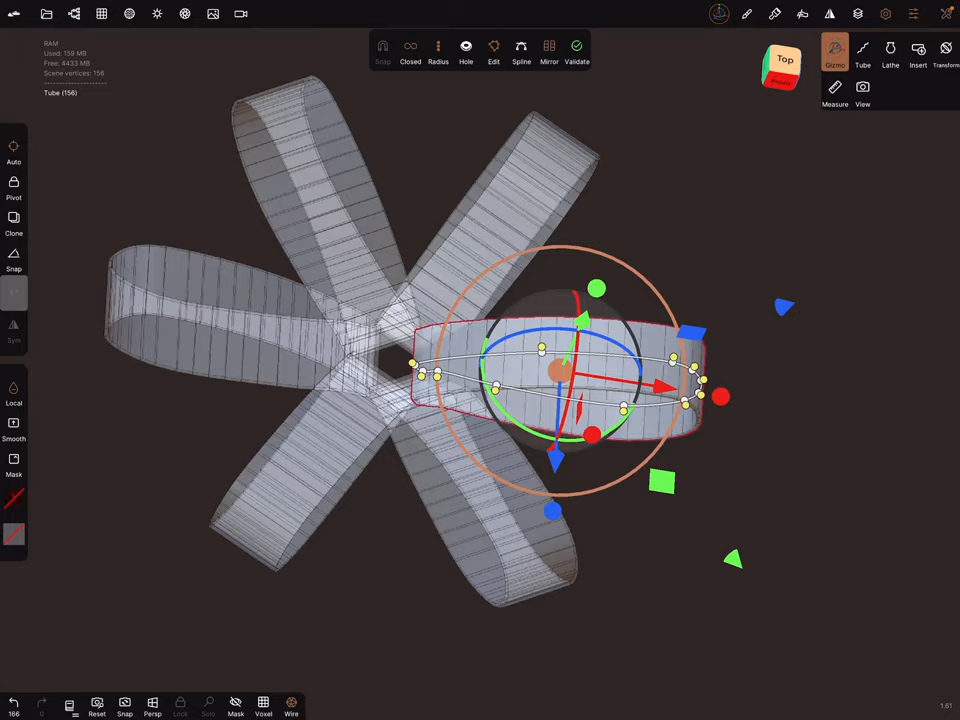 RAM
Used: 159 MB
Free: 4433 MB
Scene vertices: 156
Tube (156)
Snap Closed Radius Hole Edit Spline Mirror Validate
Top
Gizmo Tube Lathe Insert Transform
Measure View
Auto
Pivot
Clone
Snap
Sym
Local
Smooth
Mask
166 0 Reset Snap Persp Lock Solo Mask Voxel Wire
1.61